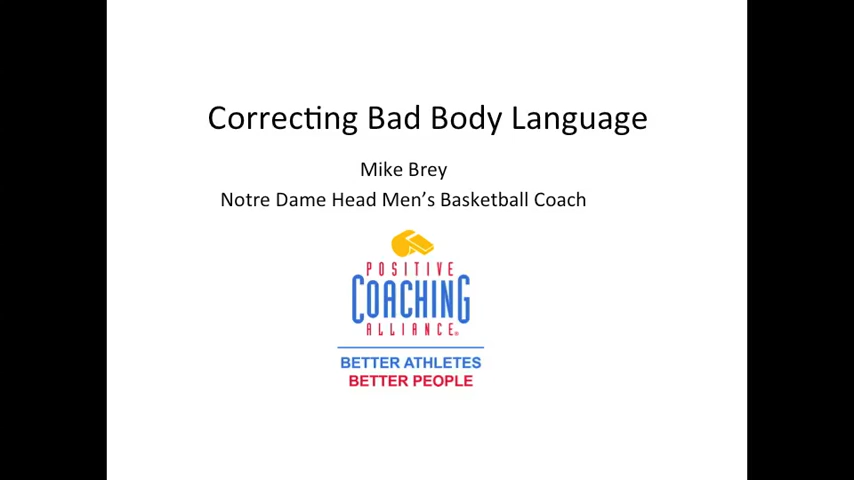 Correcting Bad Body Language
Mike Brey
Notre Dame Head Men's Basketball Coach
POSITIVE
COACHING
ALLIANCE®
BETTER ATHLETES
BETTER PEOPLE